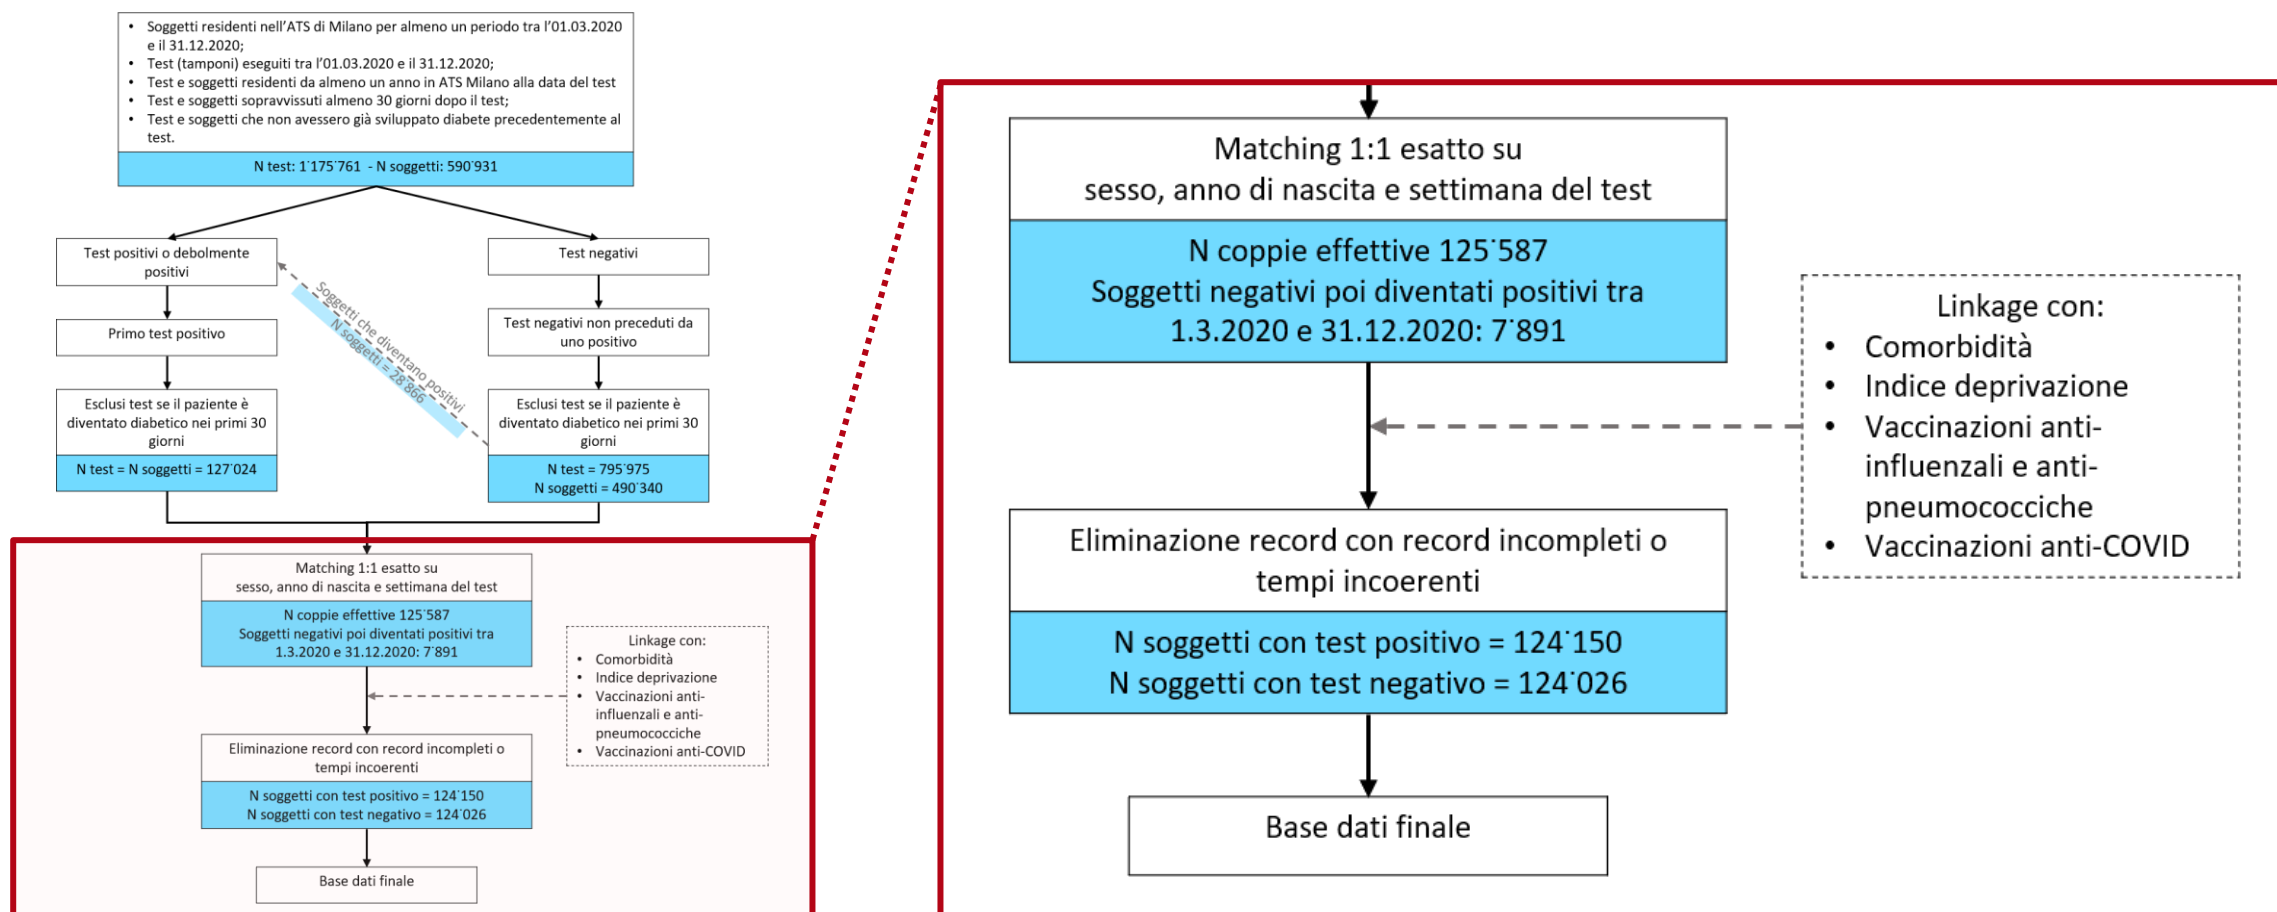 • Soggetti residenti nell'ATS di Milano per almeno un periodo tra l'01.03.2020
e il 31.12.2020;
• Test (tamponi) eseguiti tra l'01.03.2020 e il 31.12.2020;
• Test e soggetti residenti da almeno un anno in ATS Milano alla data del test
• Test e soggetti sopravvissuti almeno 30 giorni dopo il test;
• Test e soggetti che non avessero già sviluppato diabete precedentemente al
test.
N test: 1˙175˙761 - N soggetti: 590˙931
Test positivi o debolmente
positivi
Test negativi
Soggetti che diventano positivi
N soggetti = 28˙866
Primo test positivo
Test negativi non preceduti da
uno positivo
Esclusi test se il paziente è
diventato diabetico nei primi 30
giorni
N test = N soggetti = 127˙024
Esclusi test se il paziente è
diventato diabetico nei primi 30
giorni
N test = 795˙975
N soggetti = 490˙340
Matching 1:1 esatto su
sesso, anno di nascita e settimana del test
N coppie effettive 125˙587
Soggetti negativi poi diventati positivi tra
1.3.2020 e 31.12.2020: 7˙891
Linkage con:
• Comorbidità
• Indice deprivazione
• Vaccinazioni anti-
influenzali e anti-
pneumococciche
• Vaccinazioni anti-COVID
Eliminazione record con record incompleti o
tempi incoerenti
N soggetti con test positivo = 124˙150
N soggetti con test negativo = 124˙026
Base dati finale
Matching 1:1 esatto su
sesso, anno di nascita e settimana del test
N coppie effettive 125˙587
Soggetti negativi poi diventati positivi tra
1.3.2020 e 31.12.2020: 7˙891
Linkage con:
• Comorbidità
• Indice deprivazione
• Vaccinazioni anti-
influenzali e anti-
pneumococciche
• Vaccinazioni anti-COVID
Eliminazione record con record incompleti o
tempi incoerenti
N soggetti con test positivo = 124˙150
N soggetti con test negativo = 124˙026
Base dati finale